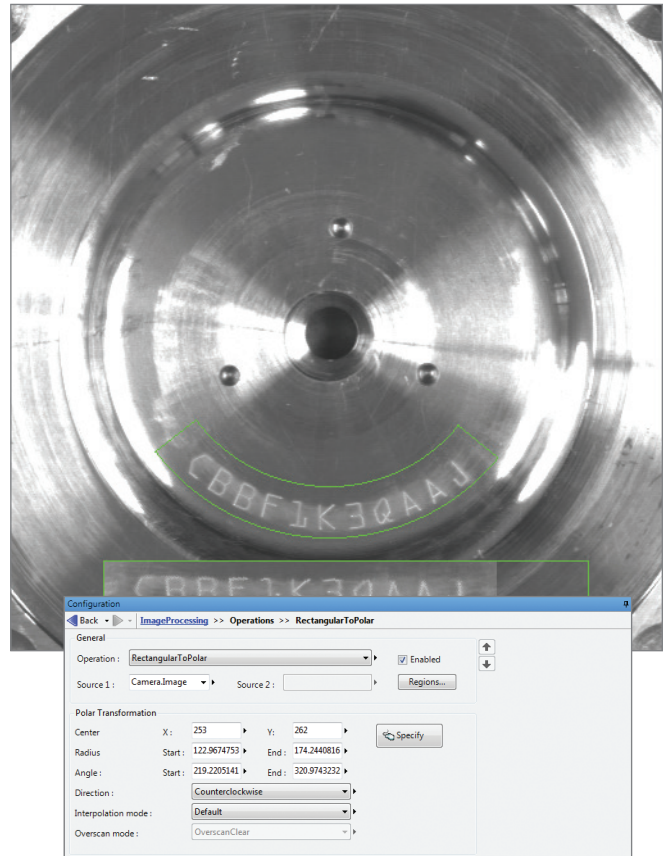 CBBF1K3QAAJ
CBBF1K3QAAJ
Configuration
Back ImageProcessing >> Operations >> RectangularToPolar
General
Operation : RectangularToPolar Enabled
Source 1 : Camera.Image Source 2 : Regions...
Polar Transformation
Center X : 253 Y: 262 Specify
Radius Start : 122.9674753 End : 174.2440816
Angle : Start : 219.2205141 End : 320.9743232
Direction : Counterclockwise
Interpolation mode : Default
Overscan mode : OverscanClear